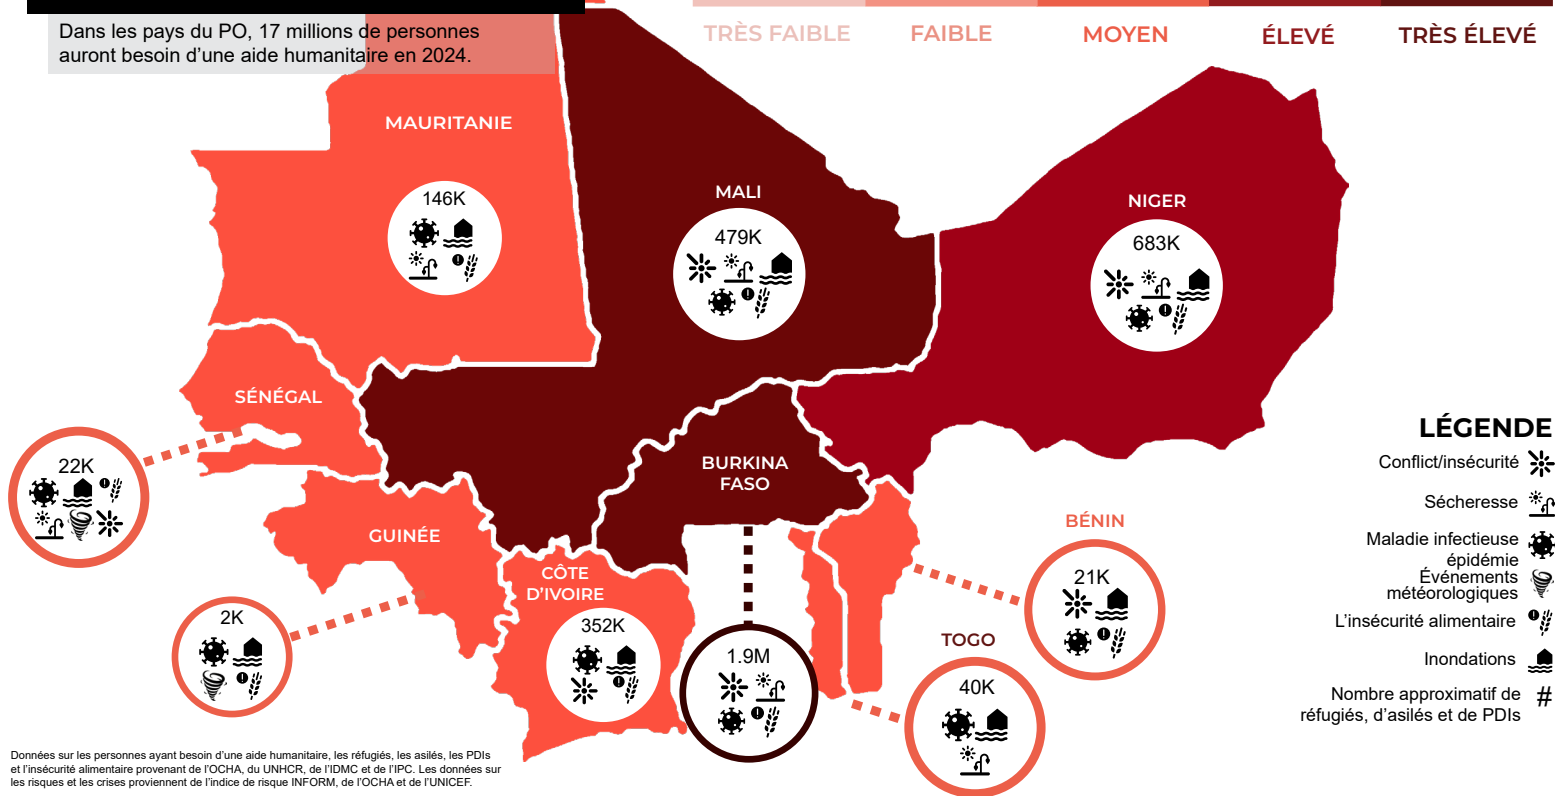 Dans les pays du PO, 17 millions de personnes
auront besoin d'une aide humanitaire en 2024.
TRÈS FAIBLE
FAIBLE
MOYEN
ÉLEVÉ
TRÈS ÉLEVÉ
MAURITANIE
146K
MALI
479K
NIGER
683K
SÉNÉGAL
22K
BURKINA
FASO
1.9M
GUINÉE
2K
CÔTE
D'IVOIRE
352K
BÉNIN
21K
TOGO
40K
LÉGENDE
Conflict/insécurité
Sécheresse
Maladie infectieuse
épidémie
Événements
météorologiques
L'insécurité alimentaire
Inondations
Nombre approximatif de
réfugiés, d'asilés et de PDIs
#
Données sur les personnes ayant besoin d'une aide humanitaire, les réfugiés, les asilés, les PDIs
et l'insécurité alimentaire provenant de l'OCHA, du UNHCR, de l'IDMC et de l'IPC. Les données sur
les risques et les crises proviennent de l'indice de risque INFORM, de l'OCHA et de l'UNICEF.